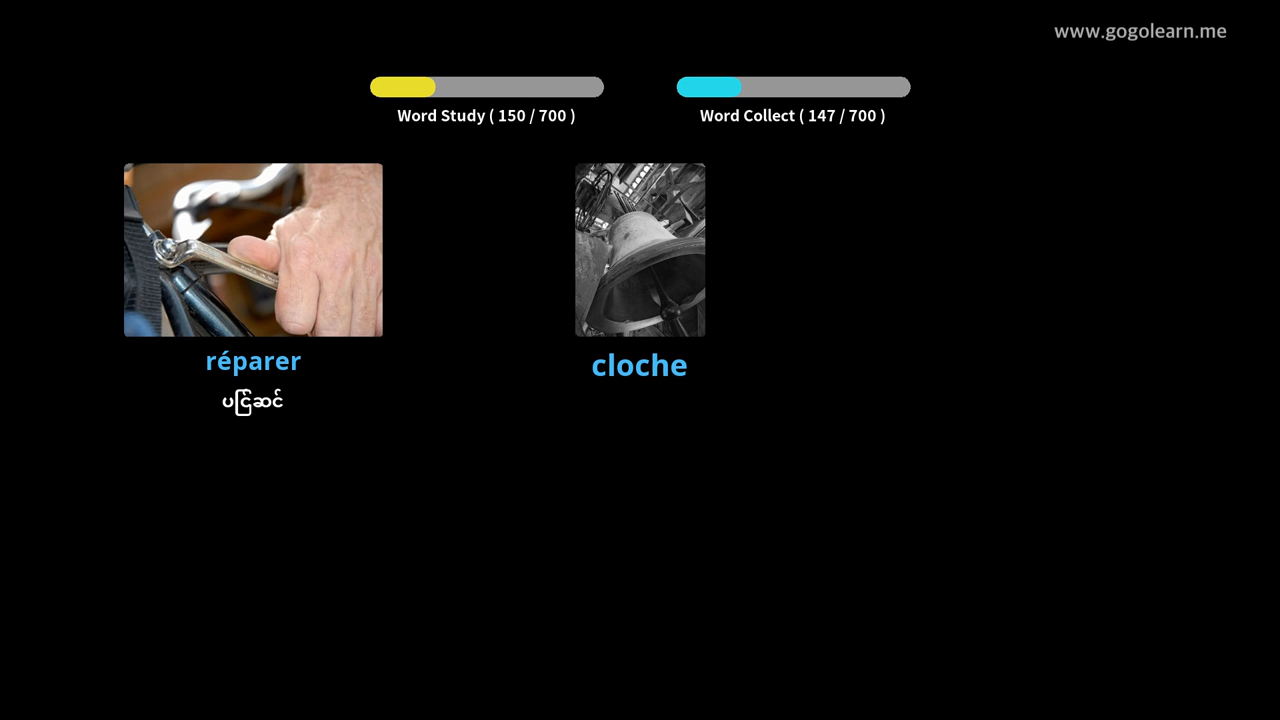 www.gogolearn.me
Word Study ( 150 / 700 )
Word Collect ( 147 / 700 )
réparer
ပြင်ဆင်
cloche